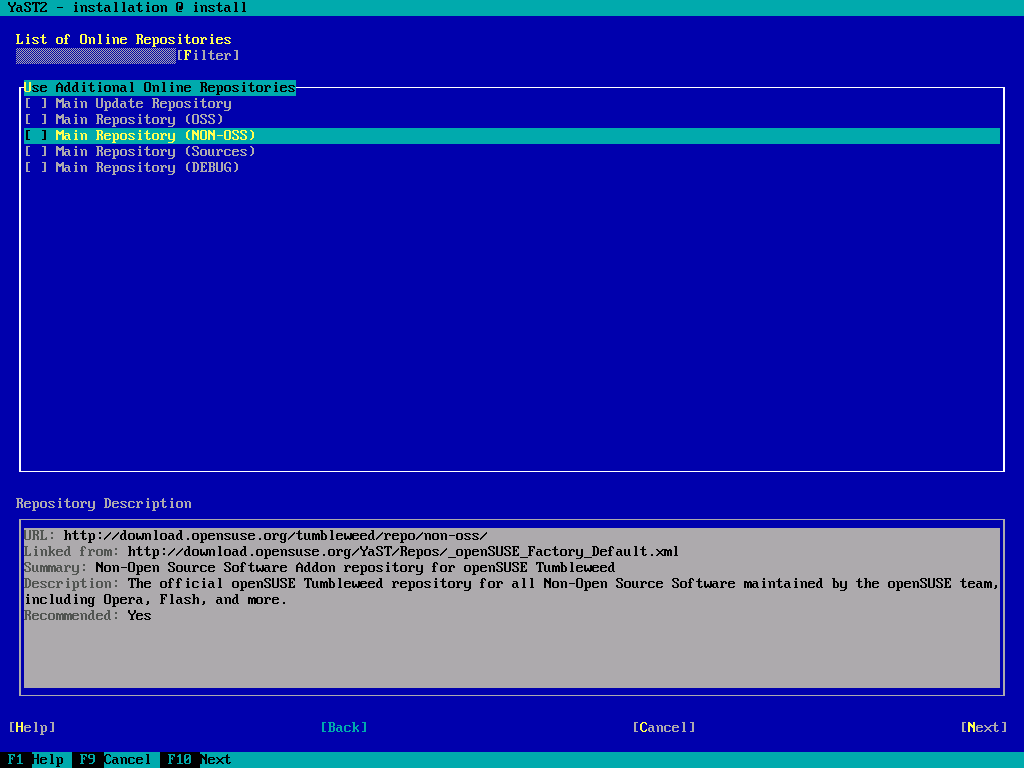 YaST2 - installation @ install
List of Online Repositories
[Filter]
Use Additional Online Repositories
[ ] Main Update Repository
[ ] Main Repository (OSS)
[ ] Main Repository (NON-OSS)
[ ] Main Repository (Sources)
[ ] Main Repository (DEBUG)
Repository Description
URL: http://download.opensuse.org/tumbleweed/repo/non-oss/
Linked from: http://download.opensuse.org/YaST/Repos/_openSUSE_Factory_Default.xml
Summary: Non-Open Source Software Addon repository for openSUSE Tumbleweed
Description: The official openSUSE Tumbleweed repository for all Non-Open Source Software maintained by the openSUSE team,
including Opera, Flash, and more.
Recommended: Yes
[Help] [Back] [Cancel] [Next]
F1 Help F9 Cancel F10 Next